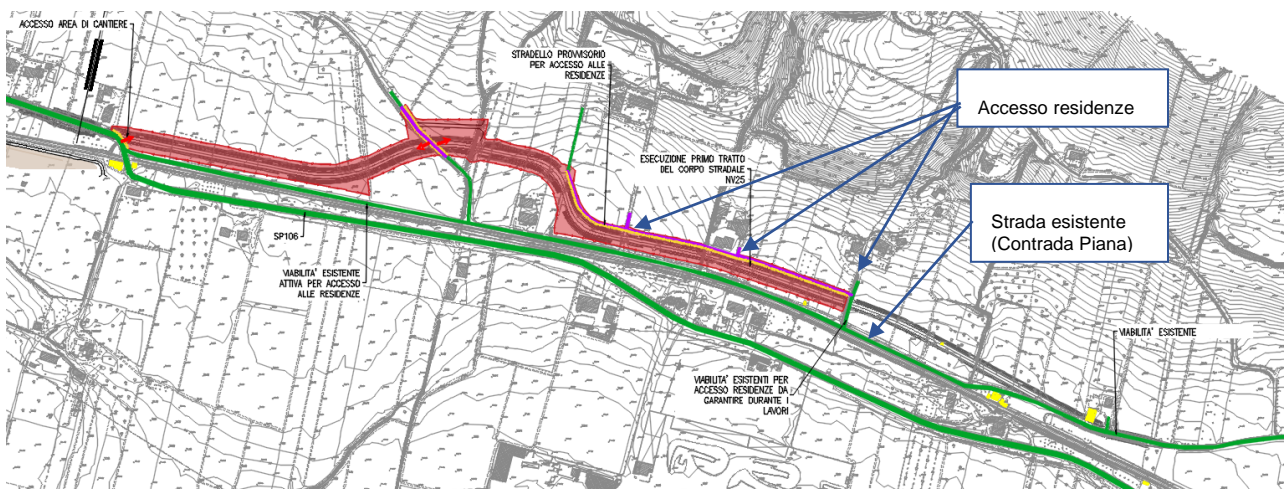 ACCESSO AREA DI CANTIERE
STRADELLO PROVVISORIO
PER ACCESSO ALLE
RESIDENZE
Accesso residenze
ESECUZIONE PRIMO TRATTO
DEL CORPO STRADALE
NV25
Strada esistente
(Contrada Piana)
SP106
VIABILITA' ESISTENTE
ATTIVA PER ACCESSO
ALLE RESIDENZE
VIABILITA' ESISTENTE
VIABILITA' ESISTENTI PER
ACCESSO RESIDENZE DA
GARANTIRE DURANTE I
LAVORI